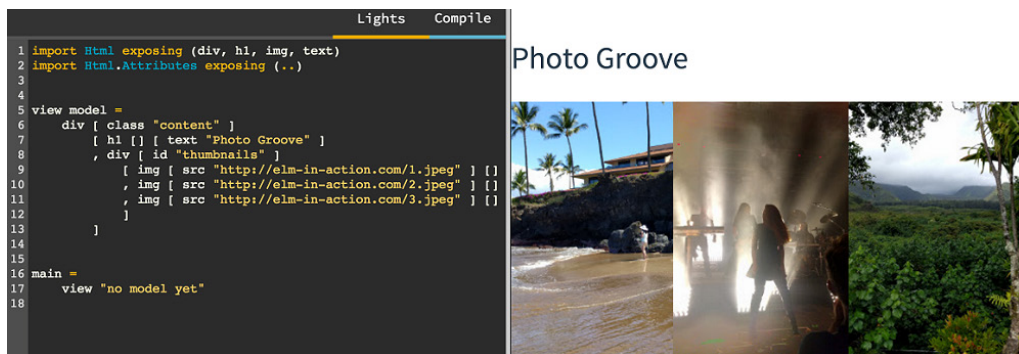 Lights Compile
1 import Html exposing (div, h1, img, text)
2 import Html.Attributes exposing (..)
3
4
5 view model =
6     div [ class "content" ]
7         [ h1 [] [ text "Photo Groove" ]
8         , div [ id "thumbnails" ]
9             [ img [ src "http://elm-in-action.com/1.jpeg" ] []
10             , img [ src "http://elm-in-action.com/2.jpeg" ] []
11             , img [ src "http://elm-in-action.com/3.jpeg" ] []
12             ]
13         ]
14
15
16 main =
17     view "no model yet"
18
Photo Groove